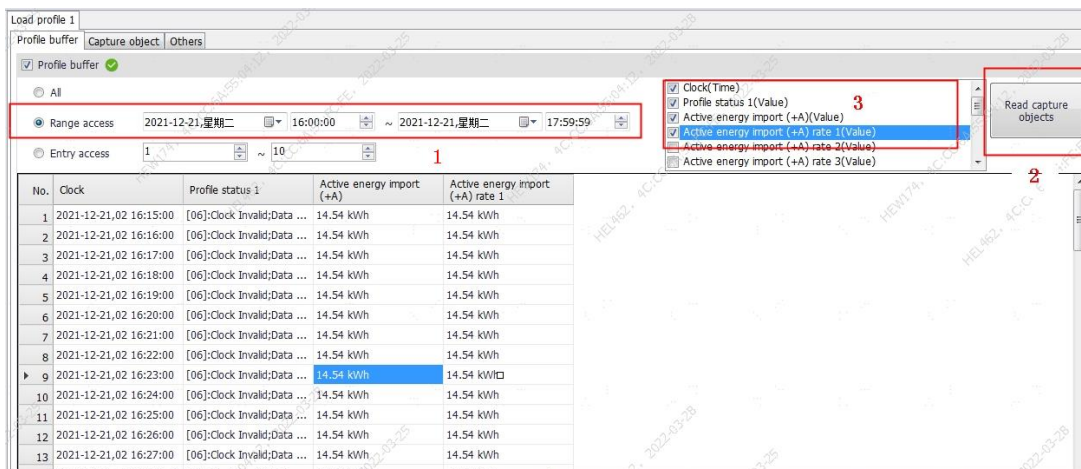 Load profile 1
Profile buffer Capture object Others
Profile buffer
All
Range access 2021-12-21,星期二 16:00:00 ~ 2021-12-21,星期二 17:59:59
Entry access 1 ~ 10
1
Clock(Time)
Profile status 1(Value)
Active energy import (+A)(Value)
Active energy import (+A) rate 1(Value)
Active energy import (+A) rate 2(Value)
Active energy import (+A) rate 3(Value)
3
Read capture
objects
2
No. Clock Profile status 1 Active energy import (+A) Active energy import (+A) rate 1
1 2021-12-21,02 16:15:00 [06]:Clock Invalid;Data ... 14.54 kWh 14.54 kWh
2 2021-12-21,02 16:16:00 [06]:Clock Invalid;Data ... 14.54 kWh 14.54 kWh
3 2021-12-21,02 16:17:00 [06]:Clock Invalid;Data ... 14.54 kWh 14.54 kWh
4 2021-12-21,02 16:18:00 [06]:Clock Invalid;Data ... 14.54 kWh 14.54 kWh
5 2021-12-21,02 16:19:00 [06]:Clock Invalid;Data ... 14.54 kWh 14.54 kWh
6 2021-12-21,02 16:20:00 [06]:Clock Invalid;Data ... 14.54 kWh 14.54 kWh
7 2021-12-21,02 16:21:00 [06]:Clock Invalid;Data ... 14.54 kWh 14.54 kWh
8 2021-12-21,02 16:22:00 [06]:Clock Invalid;Data ... 14.54 kWh 14.54 kWh
9 2021-12-21,02 16:23:00 [06]:Clock Invalid;Data ... 14.54 kWh 14.54 kWh
10 2021-12-21,02 16:24:00 [06]:Clock Invalid;Data ... 14.54 kWh 14.54 kWh
11 2021-12-21,02 16:25:00 [06]:Clock Invalid;Data ... 14.54 kWh 14.54 kWh
12 2021-12-21,02 16:26:00 [06]:Clock Invalid;Data ... 14.54 kWh 14.54 kWh
13 2021-12-21,02 16:27:00 [06]:Clock Invalid;Data ... 14.54 kWh 14.54 kWh